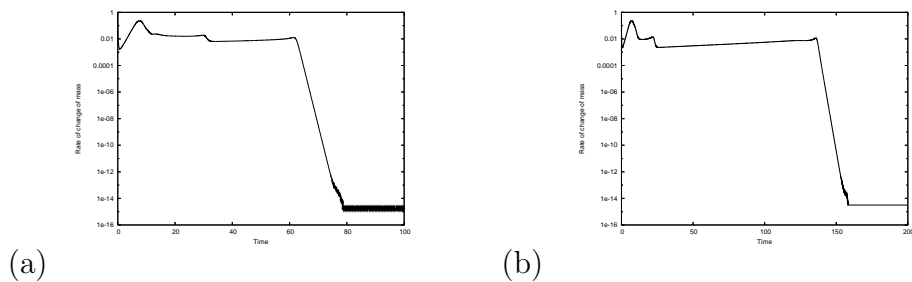 1
0.01
0.0001
1e-06
1e-08
1e-10
1e-12
1e-14
1e-16
Rate of change of mass
0 20 40 60 80 100
Time
(a)
1
0.01
0.0001
1e-06
1e-08
1e-10
1e-12
1e-14
1e-16
Rate of change of mass
0 50 100 150 200
Time
(b)